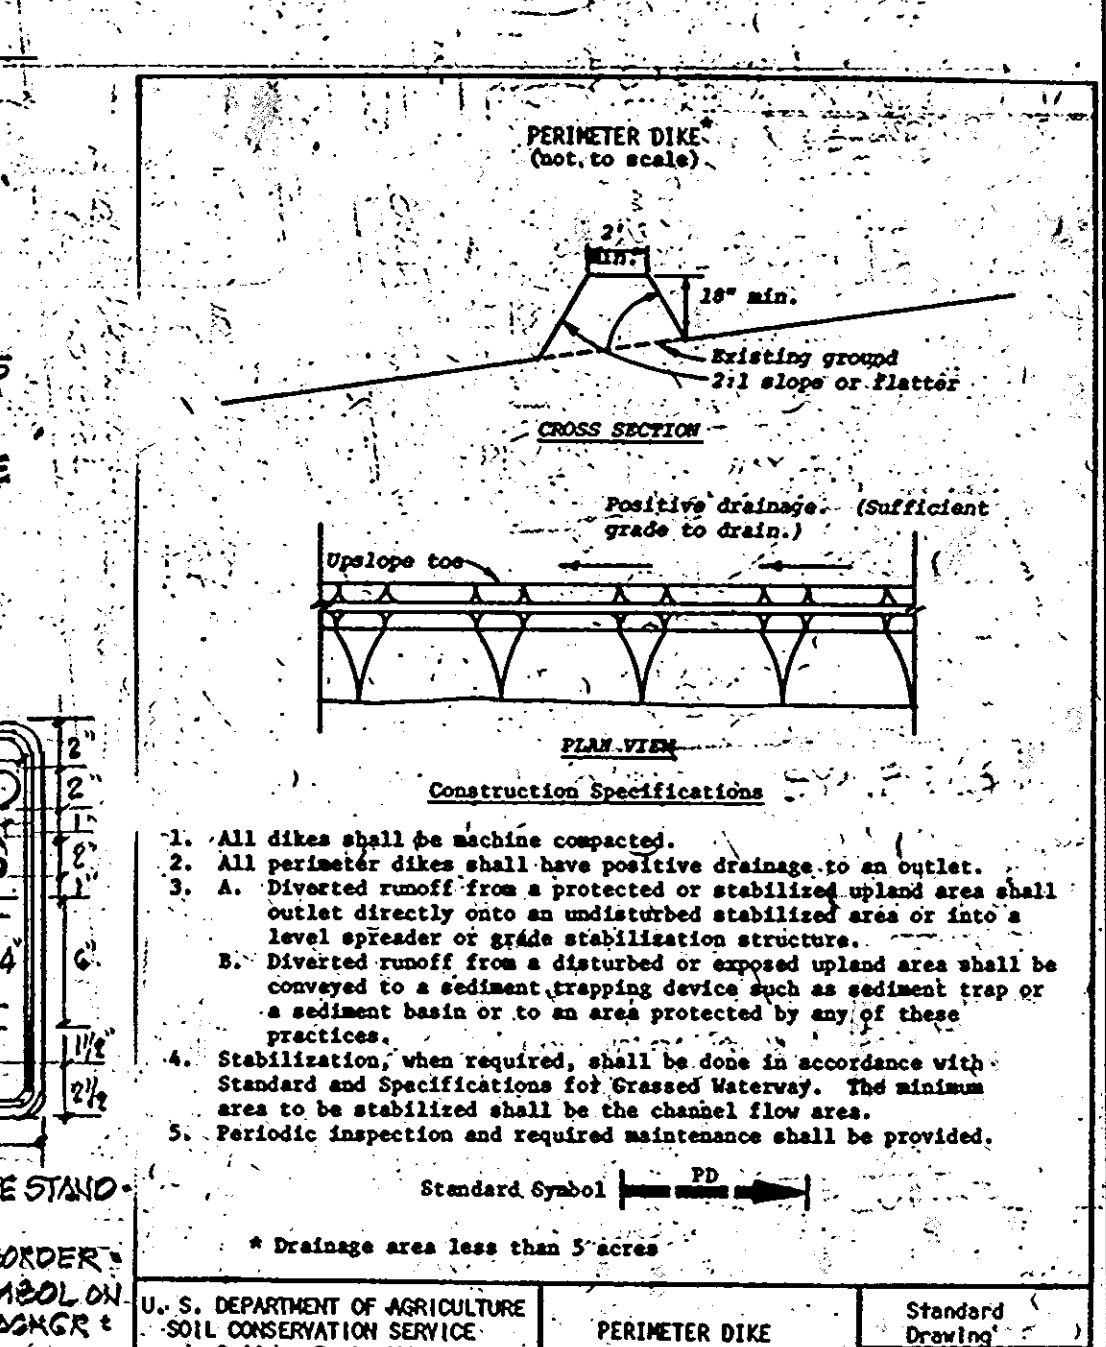 PERIMETER DIKE*
(not to scale)
2'
min.
18" min.
Existing ground
2:1 slope or flatter
CROSS SECTION
Positive drainage. (Sufficient
grade to drain.)
Upslope toe
PLAN VIEW
Construction Specifications
1. All dikes shall be machine compacted.
2. All perimeter dikes shall have positive drainage to an outlet.
3. A. Diverted runoff from a protected or stabilized upland area shall
outlet directly onto an undisturbed stabilized area or into a
level spreader or grade stabilization structure.
B. Diverted runoff from a disturbed or exposed upland area shall be
conveyed to a sediment trapping device such as sediment trap or
a sediment basin or to an area protected by any of these
practices.
4. Stabilization, when required, shall be done in accordance with
Standard and Specifications for Grassed Waterway. The minimum
area to be stabilized shall be the channel flow area.
5. Periodic inspection and required maintenance shall be provided.
Standard Symbol PD
* Drainage area less than 5 acres
U. S. DEPARTMENT OF AGRICULTURE
SOIL CONSERVATION SERVICE
PERIMETER DIKE
Standard
Drawing
2"
2"
1"
2"
1"
4"
6"
1 1/2"
2 1/2
E STAND.
ORDER
MBOL ON